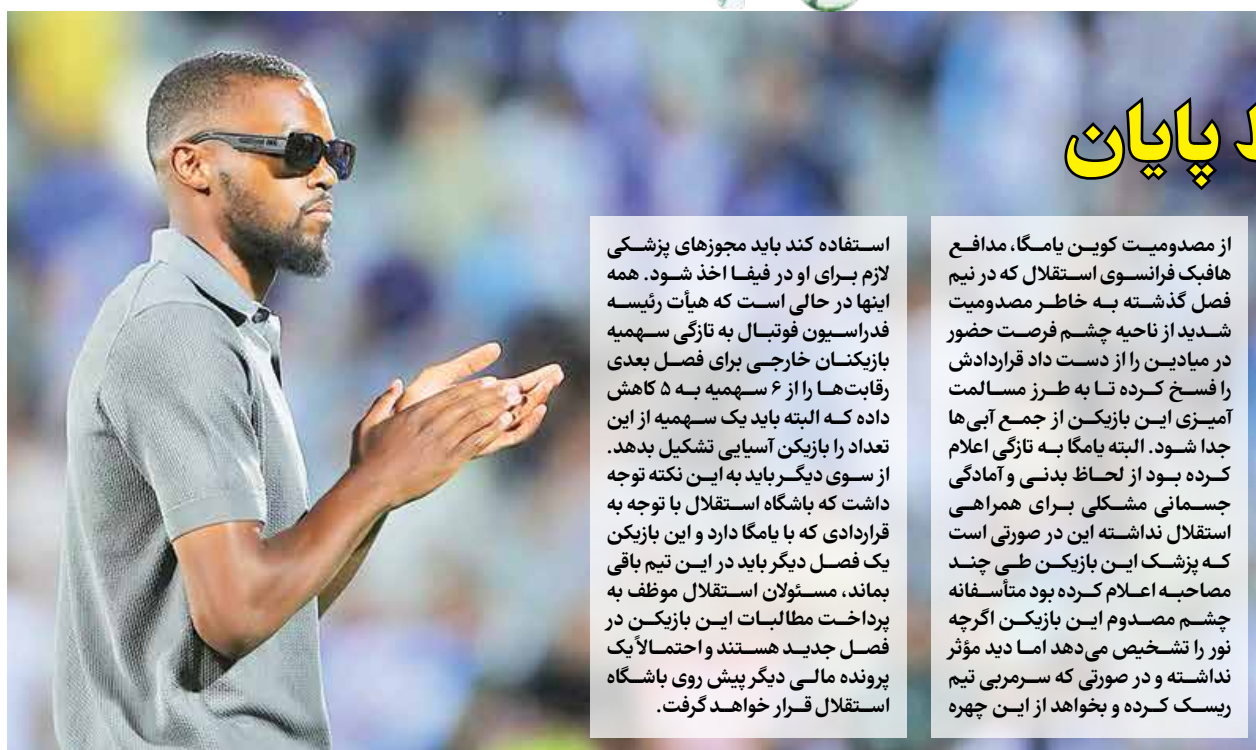 پایان
از مصدومیت کوین یامگا، مدافع
هافبک فرانسوی استقلال که در نیم
فصل گذشته به خاطر مصدومیت
شدید از ناحیه چشم فرصت حضور
در میادین را از دست داد قراردادش
را فسخ کرده تا به طرز مسالمت
آمیزی این بازیکن از جمع آبی‌ها
جدا شود. البته یامگا به تازگی اعلام
کرده بود از لحاظ بدنی و آمادگی
جسمانی مشکلی برای همراهی
استقلال نداشته این در صورتی است
که پزشک این بازیکن طی چند
مصاحبه اعلام کرده بود متأسفانه
چشم مصدوم این بازیکن اگرچه
نور را تشخیص می‌دهد اما دید مؤثر
نداشته و در صورتی که سرمربی تیم
ریسک کرده و بخواهد از این چهره
استفاده کند باید مجوزهای پزشکی
لازم برای او در فیفا اخذ شود. همه
اینها در حالی است که هیأت رئیسه
فدراسیون فوتبال به تازگی سهمیه
بازیکنان خارجی برای فصل بعدی
رقابت‌ها را از ۶ سهمیه به ۵ کاهش
داده که البته باید یک سهمیه از این
تعداد را بازیکن آسیایی تشکیل بدهد.
از سوی دیگر باید به این نکته توجه
داشت که باشگاه استقلال با توجه به
قراردادی که با یامگا دارد و این بازیکن
یک فصل دیگر باید در این تیم باقی
بماند، مسئولان استقلال موظف به
پرداخت مطالبات این بازیکن در
فصل جدید هستند و احتمالاً یک
پرونده مالی دیگر پیش روی باشگاه
استقلال قرار خواهد گرفت.